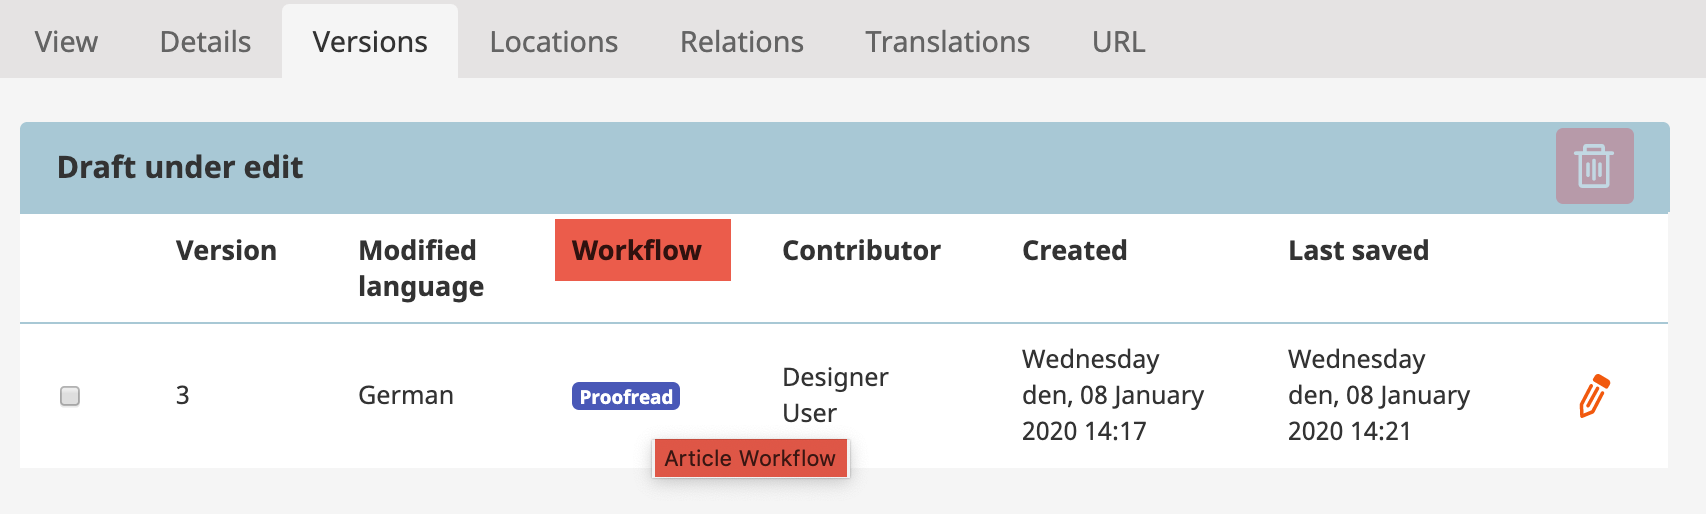 View Details Versions Locations Relations Translations URL
Draft under edit
Version Modified language Workflow Contributor Created Last saved
3 German Proofread Designer User Wednesday den, 08 January 2020 14:17 Wednesday den, 08 January 2020 14:21
Article Workflow